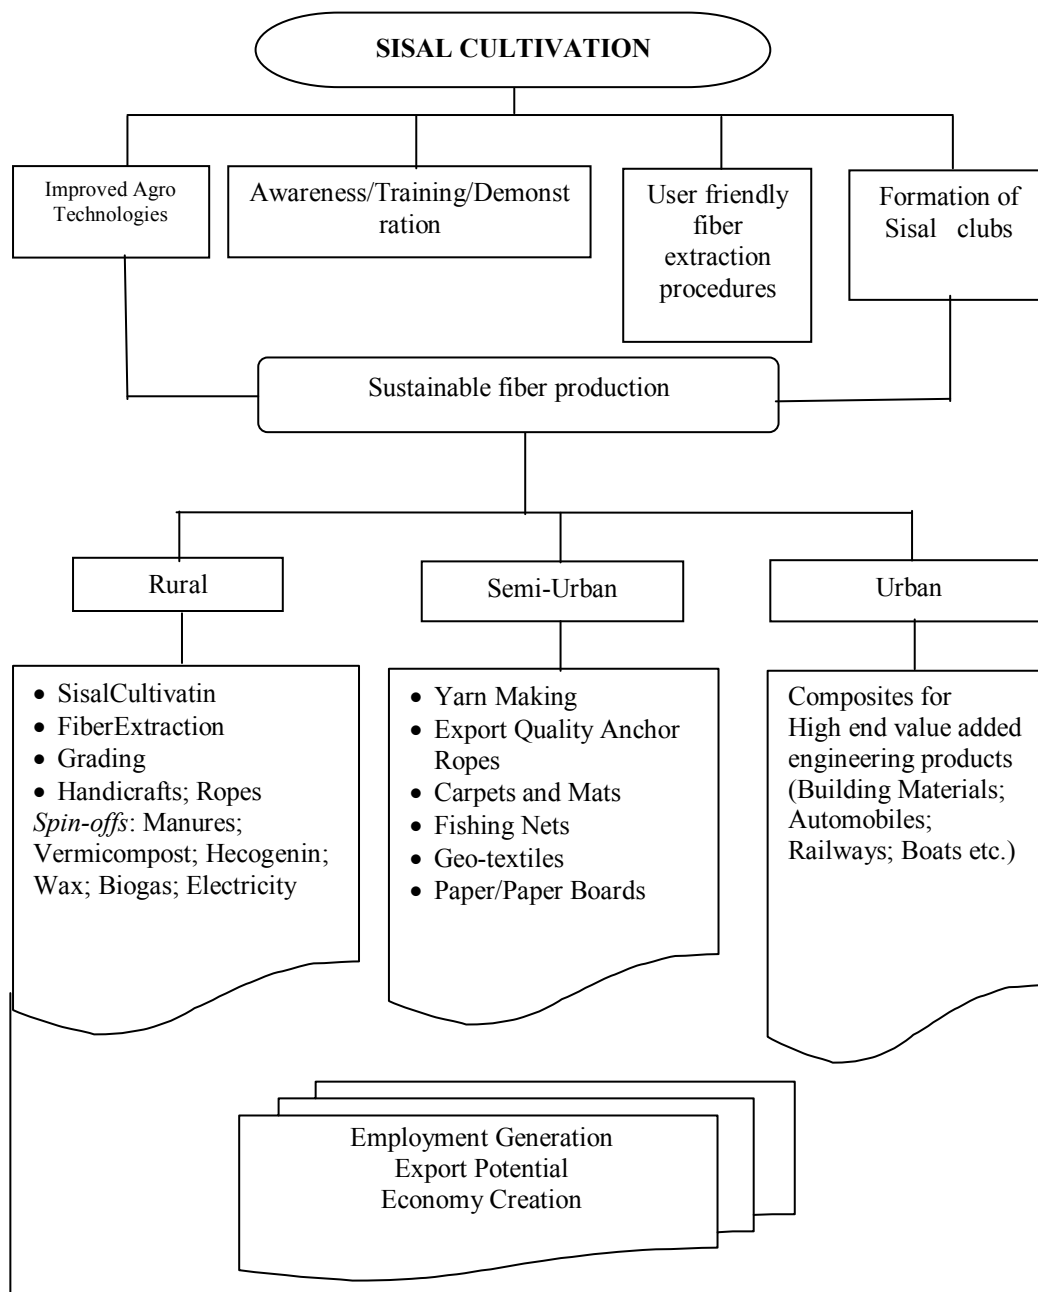 SISAL CULTIVATION
Improved Agro
Technologies
Awareness/Training/Demonst
ration
User friendly
fiber
extraction
procedures
Formation of
Sisal clubs
Sustainable fiber production
Rural
Semi-Urban
Urban
• SisalCultivatin
• FiberExtraction
• Grading
• Handicrafts; Ropes
Spin-offs: Manures;
Vermicompost; Hecogenin;
Wax; Biogas; Electricity
• Yarn Making
• Export Quality Anchor
Ropes
• Carpets and Mats
• Fishing Nets
• Geo-textiles
• Paper/Paper Boards
Composites for
High end value added
engineering products
(Building Materials;
Automobiles;
Railways; Boats etc.)
Employment Generation
Export Potential
Economy Creation